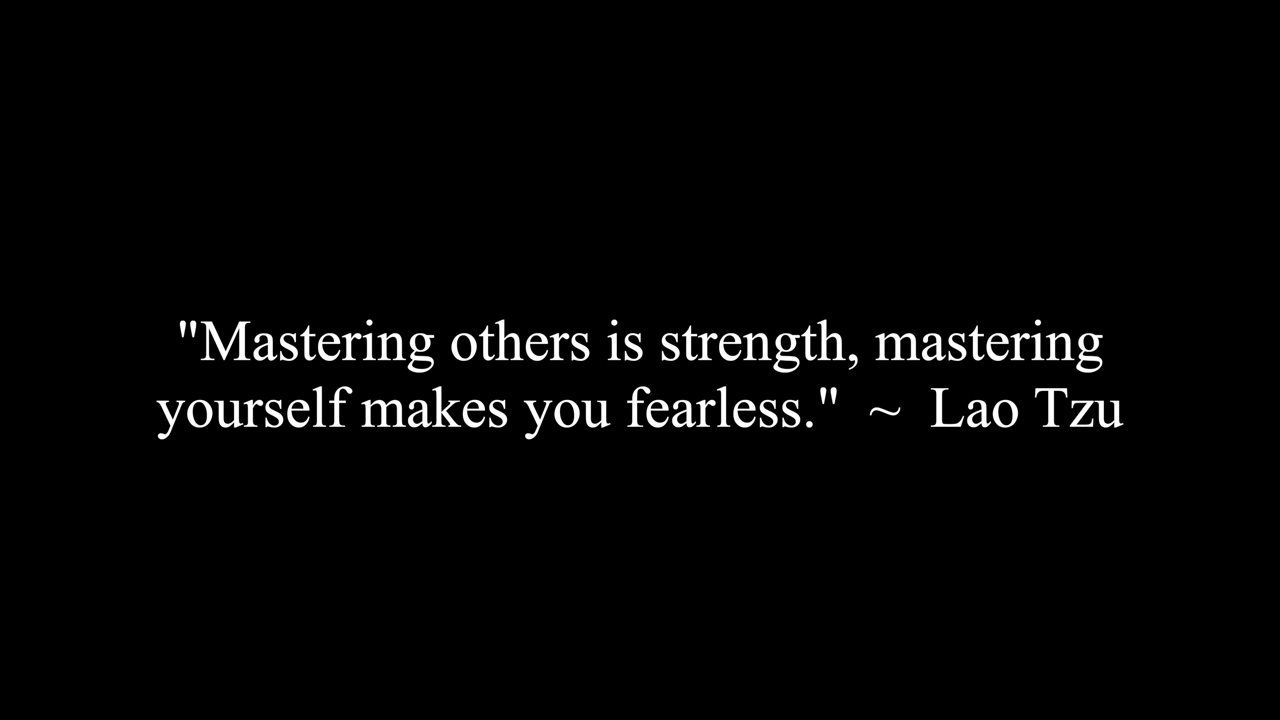 "Mastering others is strength, mastering
yourself makes you fearless."  ~  Lao Tzu